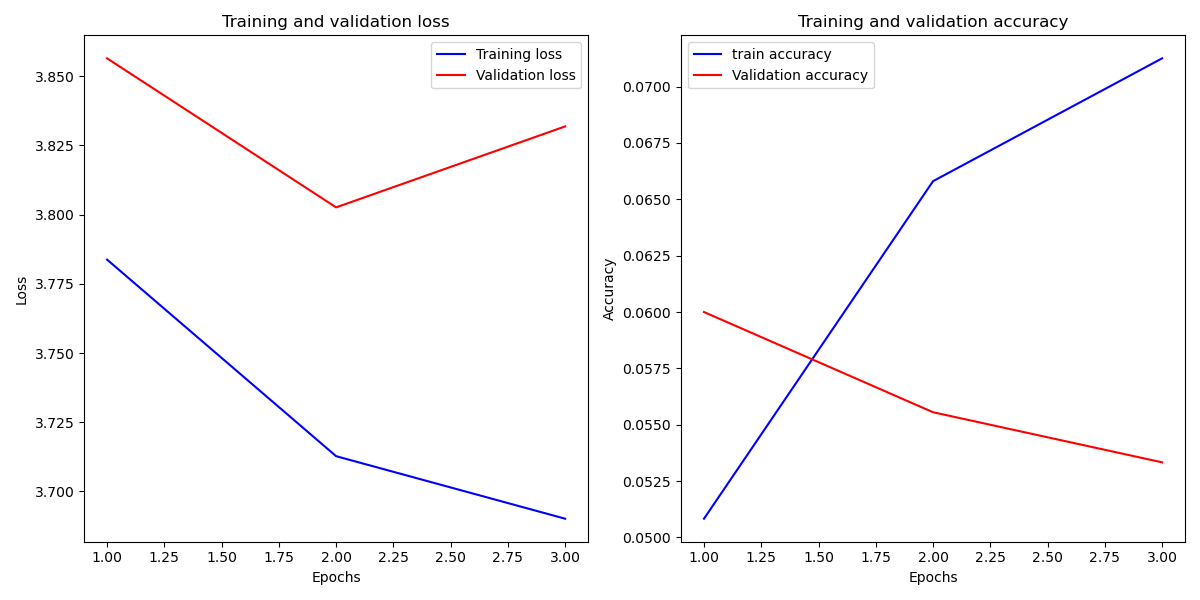 Training and validation loss
Training loss
Validation loss
3.850
3.825
3.800
3.775
3.750
3.725
3.700
Loss
1.00 1.25 1.50 1.75 2.00 2.25 2.50 2.75 3.00
Epochs
Training and validation accuracy
train accuracy
Validation accuracy
0.0700
0.0675
0.0650
0.0625
0.0600
0.0575
0.0550
0.0525
0.0500
Accuracy
1.00 1.25 1.50 1.75 2.00 2.25 2.50 2.75 3.00
Epochs